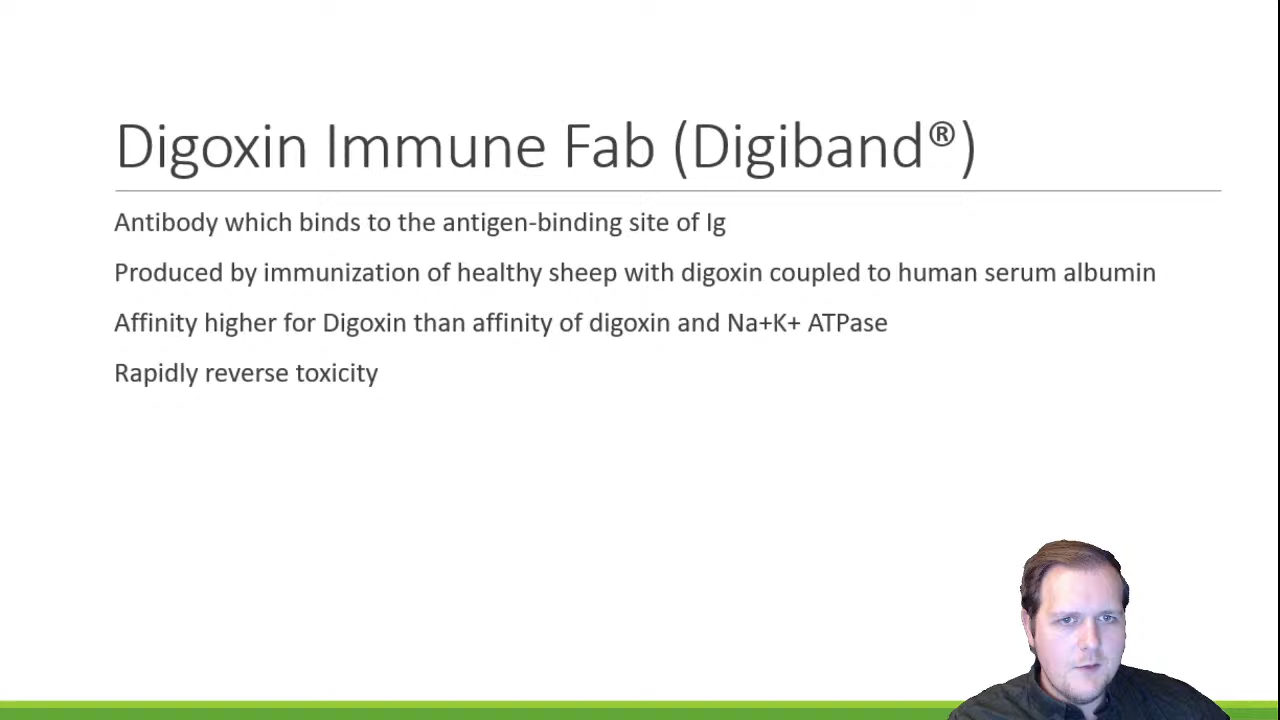 Digoxin Immune Fab (Digiband®)
Antibody which binds to the antigen-binding site of Ig
Produced by immunization of healthy sheep with digoxin coupled to human serum albumin
Affinity higher for Digoxin than affinity of digoxin and Na+K+ ATPase
Rapidly reverse toxicity